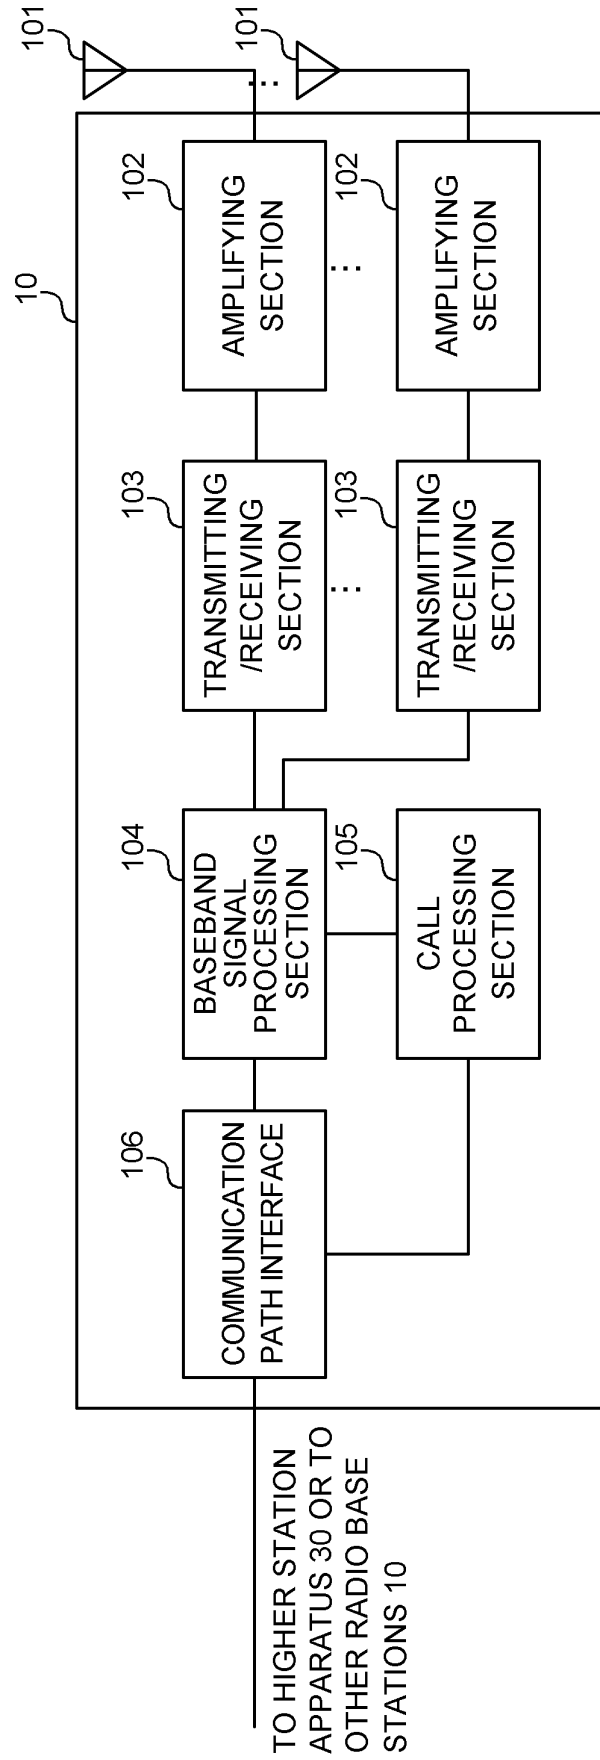 10
101
101
102
AMPLIFYING
SECTION
102
AMPLIFYING
SECTION
103
TRANSMITTING
/RECEIVING
SECTION
103
TRANSMITTING
/RECEIVING
SECTION
104
BASEBAND
SIGNAL
PROCESSING
SECTION
105
CALL
PROCESSING
SECTION
106
COMMUNICATION
PATH INTERFACE
TO HIGHER STATION
APPARATUS 30 OR TO
OTHER RADIO BASE
STATIONS 10